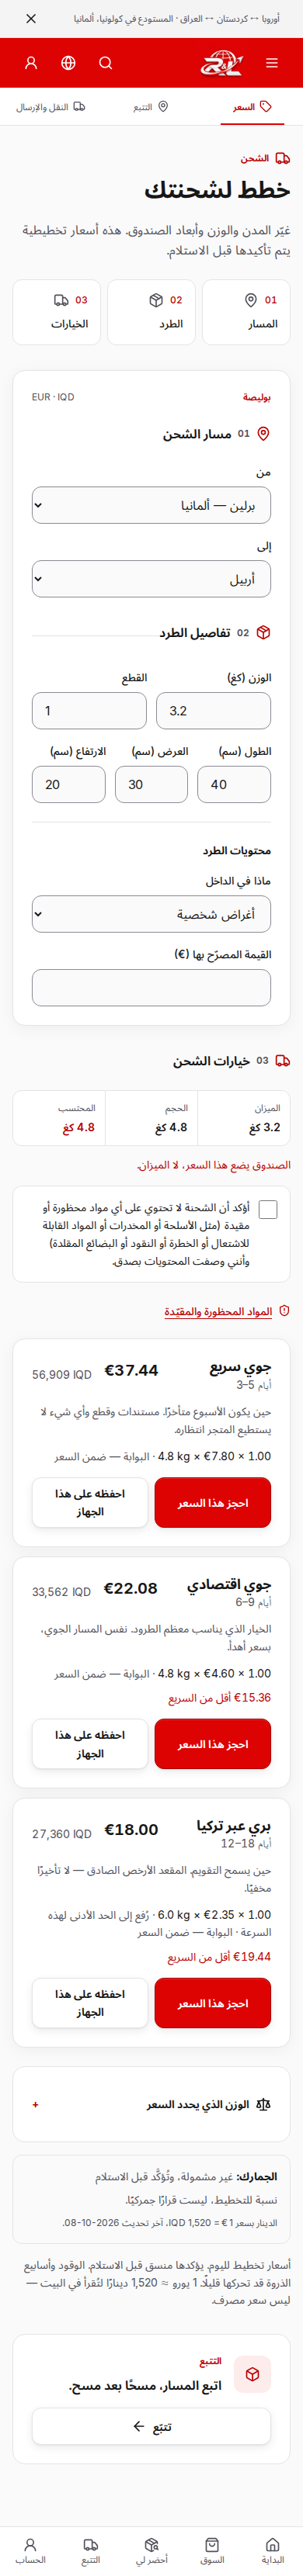 أوروبا ↔ كردستان ↔ العراق · المستودع في كولونيا، ألمانيا
R&L
السعر
التتبع
النقل والإرسال
الشحن
خطط لشحنتك
غيّر المدن والوزن وأبعاد الصندوق. هذه أسعار تخطيطية
يتم تأكيدها قبل الاستلام.
01
المسار
02
الطرد
03
الخيارات
بوليصة
EUR · IQD
01 مسار الشحن
من
برلين — ألمانيا
إلى
أربيل
02 تفاصيل الطرد
الوزن (كغ)
القطع
3.2
1
الطول (سم)
العرض (سم)
الارتفاع (سم)
40
30
20
محتويات الطرد
ماذا في الداخل
أغراض شخصية
القيمة المصرّح بها (€)
03 خيارات الشحن
الميزان
الحجم
المحتسب
3.2 كغ
4.8 كغ
4.8 كغ
الصندوق يضع هذا السعر، لا الميزان.
أؤكد أن الشحنة لا تحتوي على أي مواد محظورة أو
مقيدة (مثل الأسلحة أو المخدرات أو المواد القابلة
للاشتعال أو الخطرة أو النقود أو البضائع المقلدة)
وأنني وصفت المحتويات بصدق.
المواد المحظورة والمقيّدة
جوي سريع
€37.44
56,909 IQD
3–5 أيام
حين يكون الأسبوع متأخرًا. مستندات وقطع وأي شيء لا
يستطيع المتجر انتظاره.
4.8 kg × €7.80 × 1.00 · البوابة — ضمن السعر
احجز هذا السعر
احفظه على هذا
الجهاز
جوي اقتصادي
€22.08
33,562 IQD
6–9 أيام
الخيار الذي يناسب معظم الطرود. نفس المسار الجوي،
بسعر أهدأ.
4.8 kg × €4.60 × 1.00 · البوابة — ضمن السعر
€15.36 أقل من السريع
احجز هذا السعر
احفظه على هذا
الجهاز
بري عبر تركيا
€18.00
27,360 IQD
12–18 أيام
حين يسمح التقويم. المقعد الأرخص الصادق — لا تأخيرًا
مخفيًا.
6.0 kg × €2.35 × 1.00 · رُفع إلى الحد الأدنى لهذه
السرعة · البوابة — ضمن السعر
€19.44 أقل من السريع
احجز هذا السعر
احفظه على هذا
الجهاز
الوزن الذي يحدد السعر
+
الجمارك: غير مشمولة، وتُؤكَّد قبل الاستلام
نسبة للتخطيط، ليست قرارًا جمركيًا.
الدينار بسعر 1 € = 1,520 IQD، آخر تحديث 2026-10-08.
أسعار تخطيط لليوم. يؤكدها منسق قبل الاستلام. الوقود وأسابيع
الذروة قد تحركها قليلًا. 1 يورو ≈ 1,520 دينارًا تُقرأ في البيت —
ليس سعر مصرف.
التتبع
اتبع المسار، مسحًا بعد مسح.
تتبّع ←
البداية
السوق
أحضر لي
التتبع
الحساب